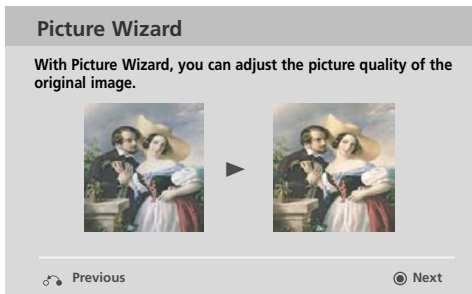 Picture Wizard
With Picture Wizard, you can adjust the picture quality of the
original image.
Previous
Next